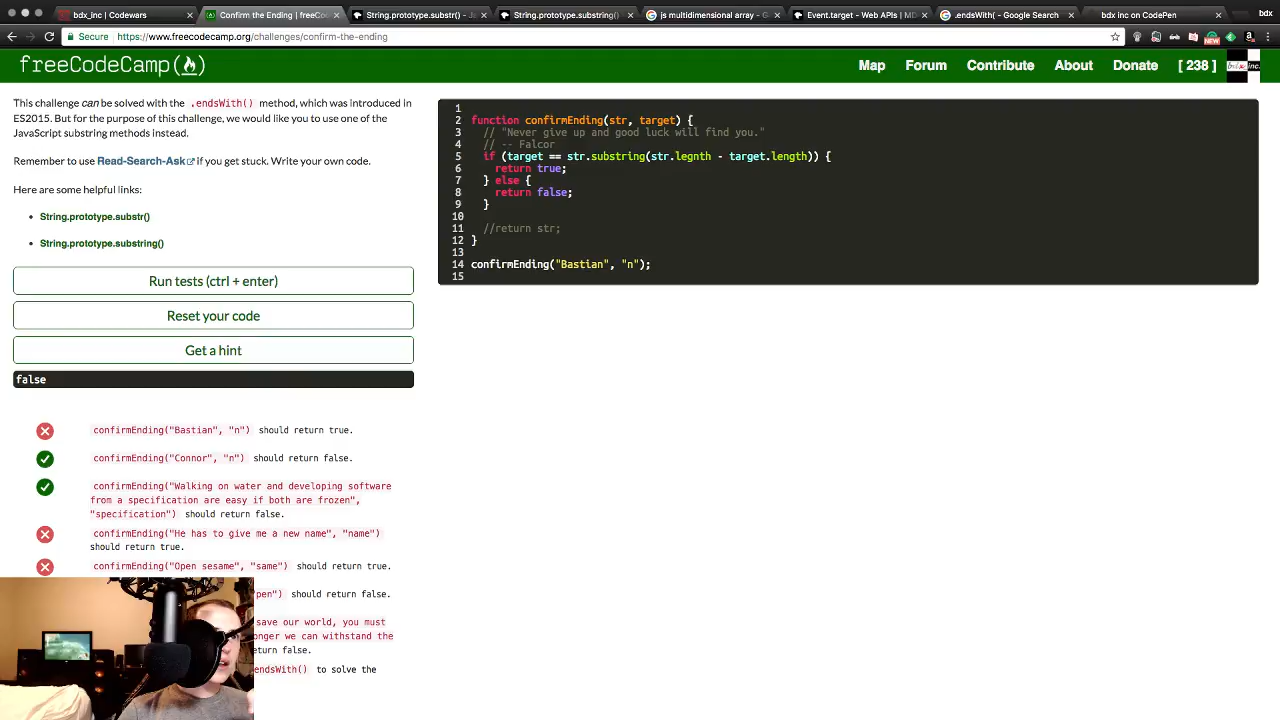 bdx_inc | Codewars
Confirm the Ending | freeCo
String.prototype.substr() - J
String.prototype.substring()
js multidimensional array - G
Event.target - Web APIs | M
.endsWith() - Google Search
bdx inc on CodePen
bdx
Secure https://www.freecodecamp.org/challenges/confirm-the-ending
NEW
freeCodeCamp
Map Forum Contribute About Donate [ 238 ]
inc.
This challenge can be solved with the .endsWith() method, which was introduced in
ES2015. But for the purpose of this challenge, we would like you to use one of the
JavaScript substring methods instead.
Remember to use Read-Search-Ask if you get stuck. Write your own code.
Here are some helpful links:
String.prototype.substr()
String.prototype.substring()
Run tests (ctrl + enter)
Reset your code
Get a hint
false
confirmEnding("Bastian", "n") should return true.
confirmEnding("Connor", "n") should return false.
confirmEnding("Walking on water and developing software
from a specification are easy if both are frozen",
"specification") should return false.
confirmEnding("He has to give me a new name", "name")
should return true.
confirmEnding("Open sesame", "same") should return true.
"pen") should return false.
save our world, you must
onger we can withstand the
eturn false.
endsWith() to solve the
1
2 function confirmEnding(str, target) {
3 // "Never give up and good luck will find you."
4 // -- Falcor
5 if (target == str.substring(str.legnth - target.length)) {
6 return true;
7 } else {
8 return false;
9 }
10
11 //return str;
12 }
13
14 confirmEnding("Bastian", "n");
15